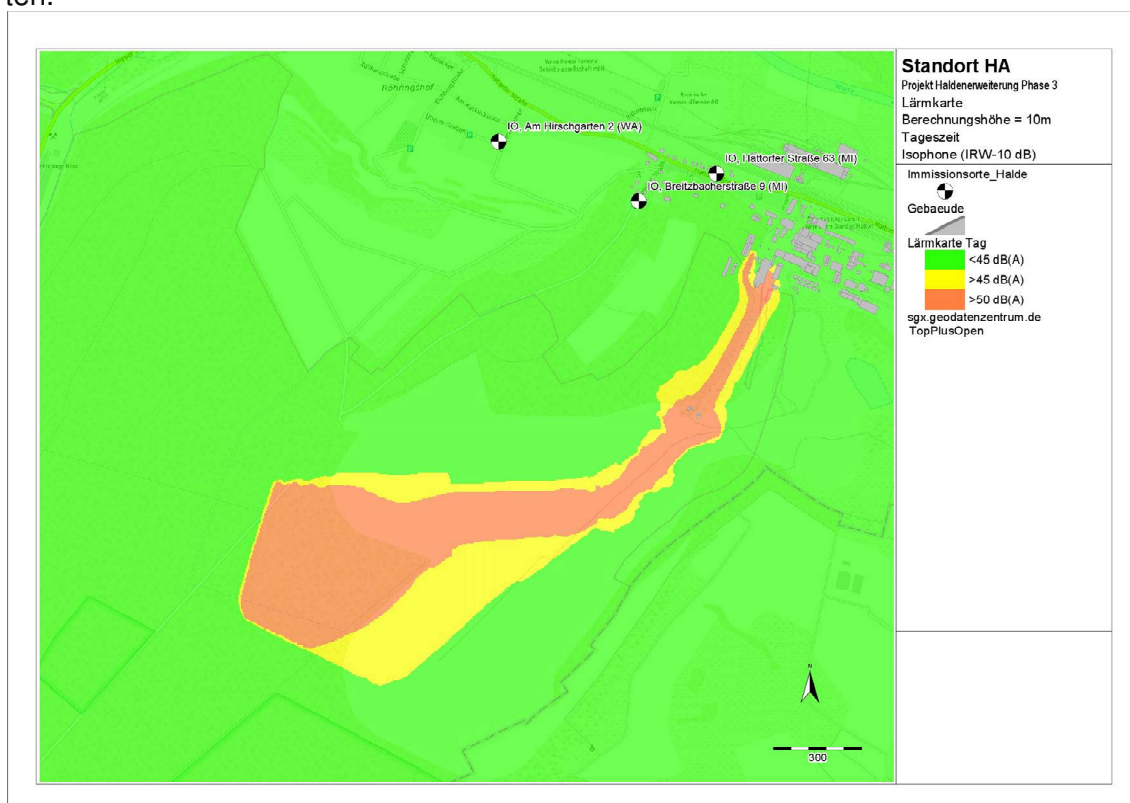 ten.
Standort HA
Projekt Haldenerweiterung Phase 3
Lärmkarte
Berechnungshöhe = 10m
Tageszeit
Isophone (IRW-10 dB)
Immissionsorte_Halde
Gebaeude
Lärmkarte Tag
<45 dB(A)
>45 dB(A)
>50 dB(A)
sgx.geodatenzentrum.de
TopPlusOpen
Röhringshof
IO, Am Hirschgarten 2 (WA)
IO, Hattorfer Straße 63 (MI)
IO, Breitzbacherstraße 9 (MI)
N
300